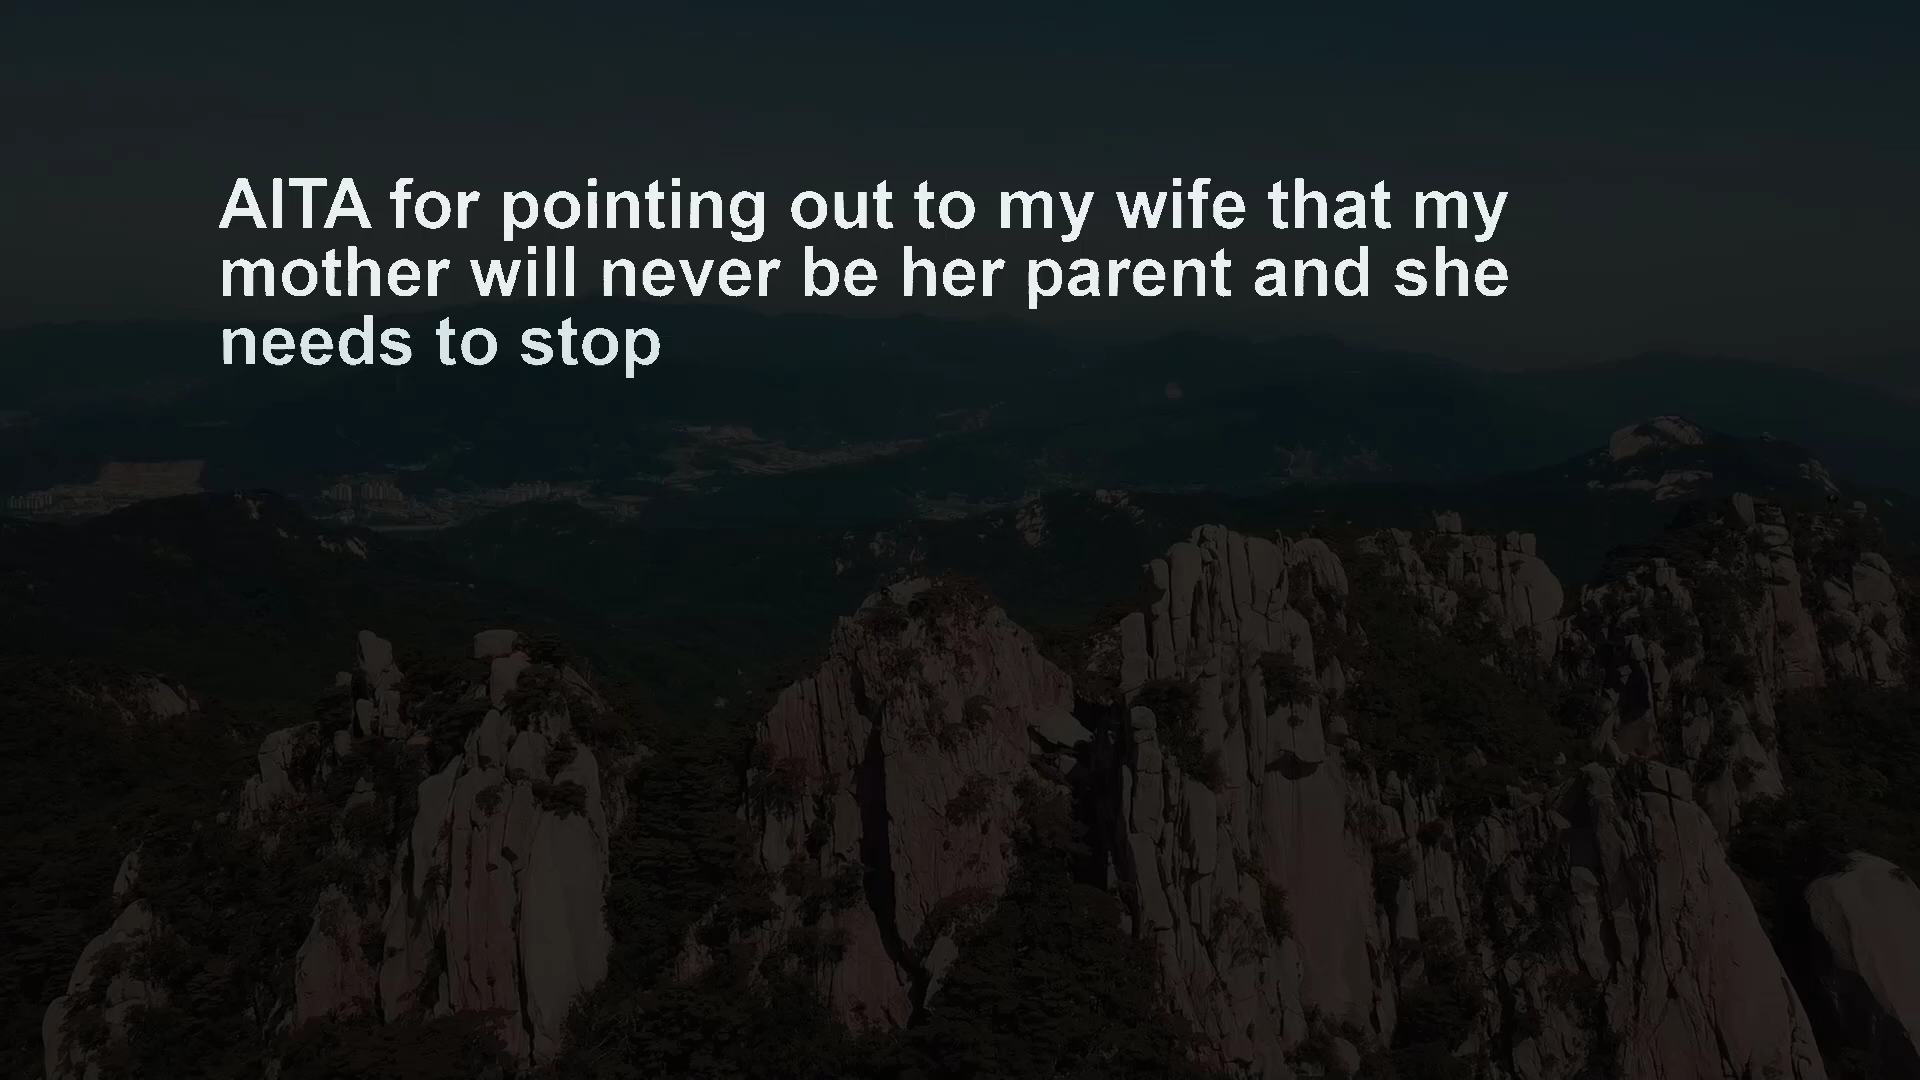 AITA for pointing out to my wife that my
mother will never be her parent and she
needs to stop